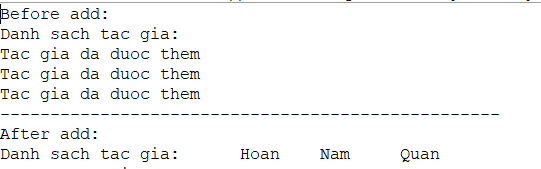 Before add:
Danh sach tac gia:
Tac gia da duoc them
Tac gia da duoc them
Tac gia da duoc them
--------------------------------------------------
After add:
Danh sach tac gia: Hoan Nam Quan